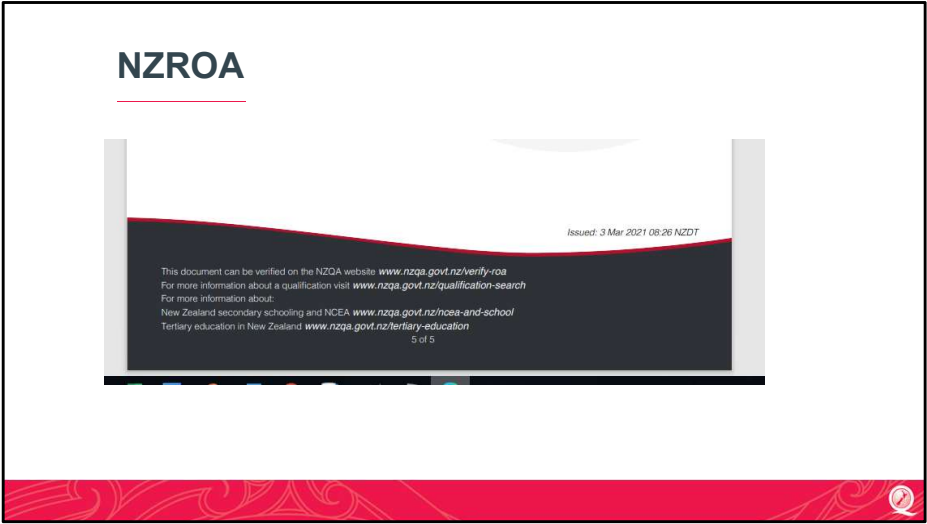 NZROA
Issued: 3 Mar 2021 08:26 NZDT
This document can be verified on the NZQA website www.nzqa.govt.nz/verify-roa
For more information about a qualification visit www.nzqa.govt.nz/qualification-search
For more information about:
New Zealand secondary schooling and NCEA www.nzqa.govt.nz/ncea-and-school
Tertiary education in New Zealand www.nzqa.govt.nz/tertiary-education
5 of 5